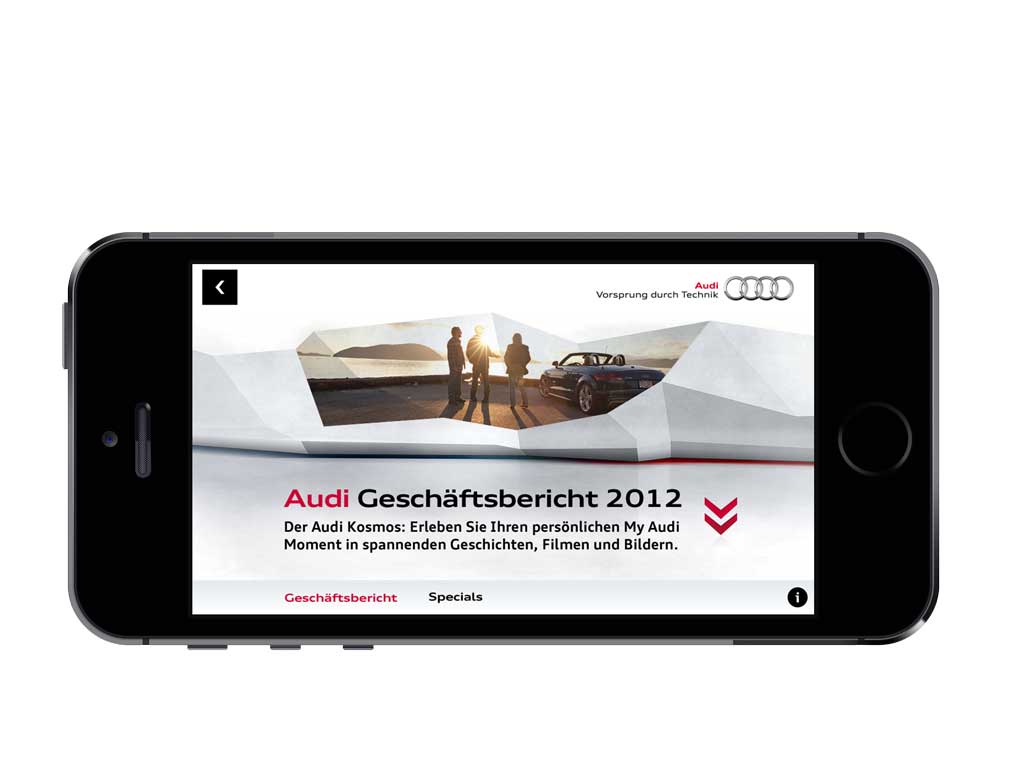 Audi
Vorsprung durch Technik
Audi Geschäftsbericht 2012
Der Audi Kosmos: Erleben Sie Ihren persönlichen My Audi
Moment in spannenden Geschichten, Filmen und Bildern.
Geschäftsbericht Specials
i